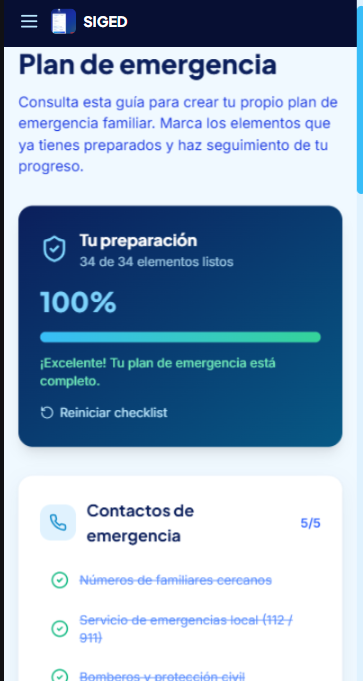 SIGED
Plan de emergencia
Consulta esta guía para crear tu propio plan de
emergencia familiar. Marca los elementos que
ya tienes preparados y haz seguimiento de tu
progreso.
Tu preparación
34 de 34 elementos listos
100%
¡Excelente! Tu plan de emergencia está
completo.
Reiniciar checklist
Contactos de
emergencia
5/5
Números de familiares cercanos
Servicio de emergencias local (112 /
911)
Bomberos y protección civil